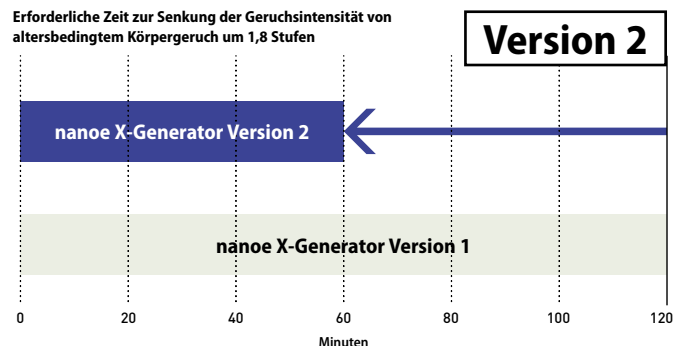 Erforderliche Zeit zur Senkung der Geruchsintensität von
altersbedingtem Körpergeruch um 1,8 Stufen
Version 2
nanoe X-Generator Version 2
nanoe X-Generator Version 1
0 20 40 60 80 100 120
Minuten